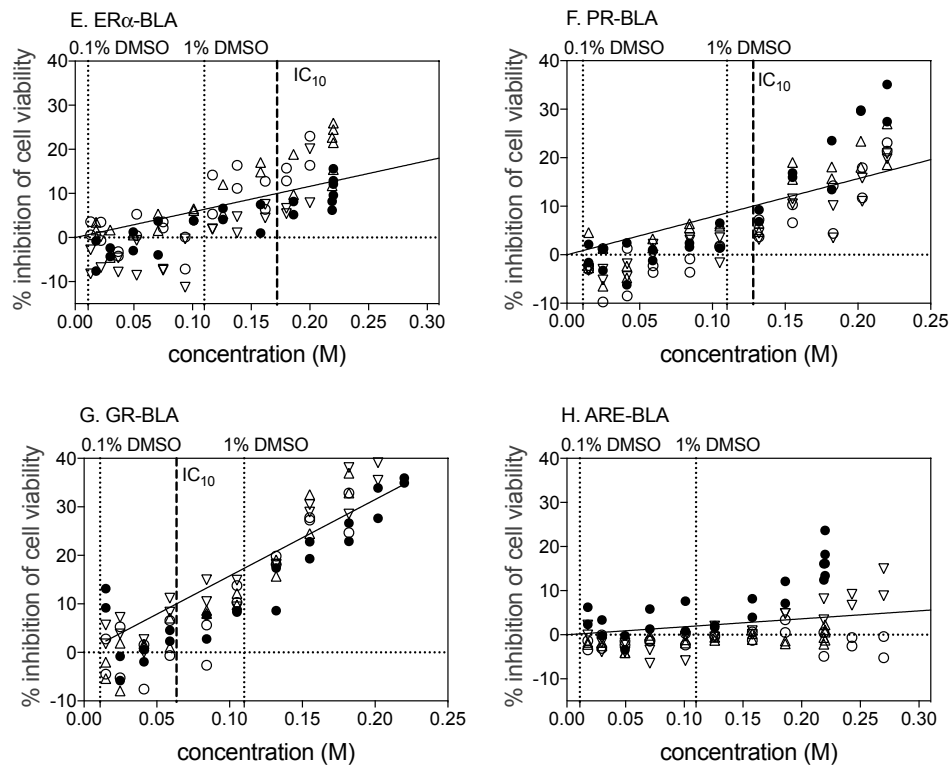 E. ERα-BLA
0.1% DMSO 1% DMSO
IC10
% inhibition of cell viability
40
30
20
10
0
-10
0.00 0.05 0.10 0.15 0.20 0.25 0.30
concentration (M)
F. PR-BLA
0.1% DMSO 1% DMSO
IC10
% inhibition of cell viability
40
30
20
10
0
-10
0.00 0.05 0.10 0.15 0.20 0.25
concentration (M)
G. GR-BLA
0.1% DMSO 1% DMSO
IC10
% inhibition of cell viability
40
30
20
10
0
-10
0.00 0.05 0.10 0.15 0.20 0.25
concentration (M)
H. ARE-BLA
0.1% DMSO 1% DMSO
% inhibition of cell viability
40
30
20
10
0
-10
0.00 0.05 0.10 0.15 0.20 0.25 0.30
concentration (M)